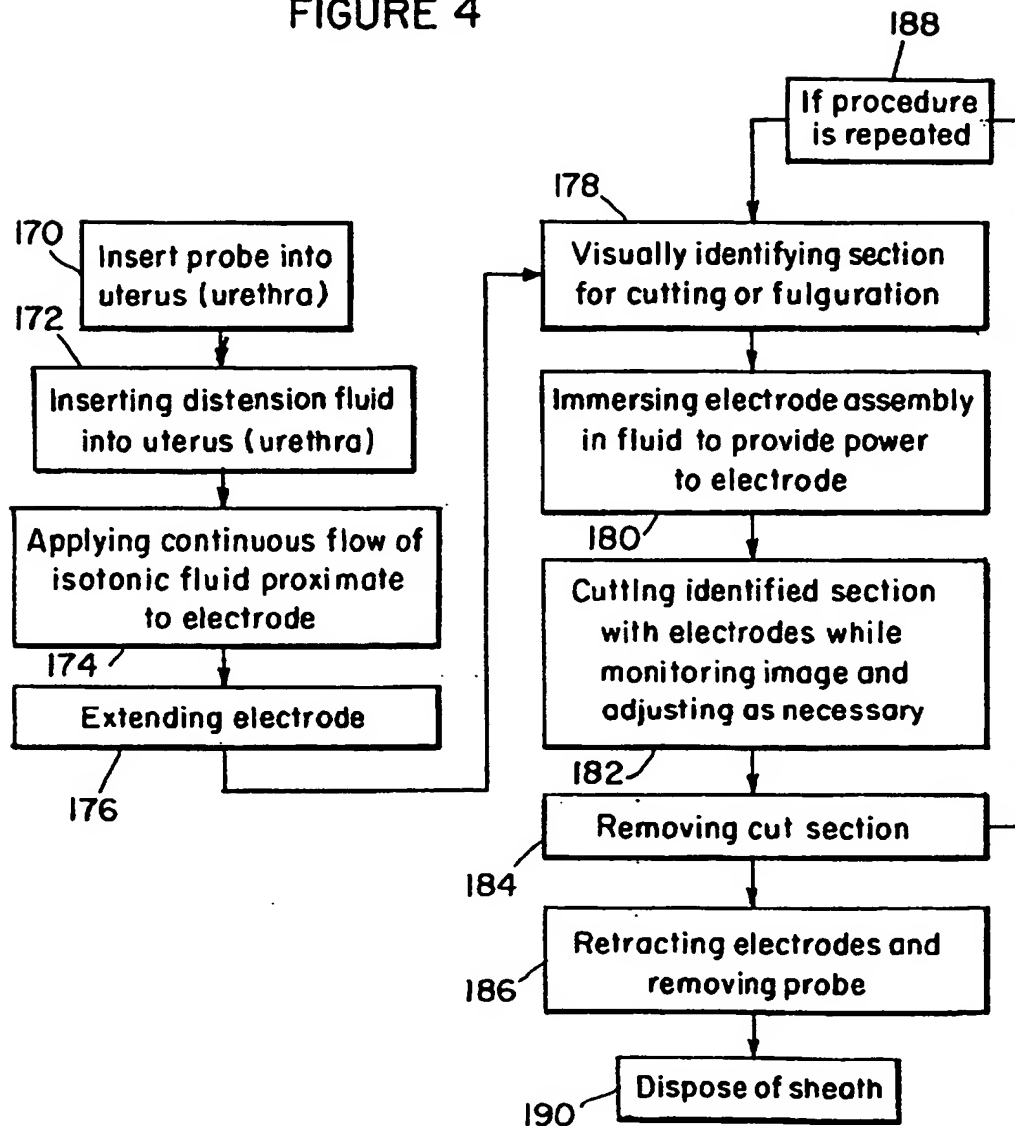 FIGURE 4
188
If procedure
is repeated
170
Insert probe into
uterus (urethra)
172
Inserting distension fluid
into uterus (urethra)
Applying continuous flow of
isotonic fluid proximate
to electrode
174
Extending electrode
176
178
Visually identifying section
for cutting or fulguration
Immersing electrode assembly
in fluid to provide power
to electrode
180
Cutting identified section
with electrodes while
monitoring image and
adjusting as necessary
182
Removing cut section
184
Retracting electrodes and
removing probe
186
Dispose of sheath
190